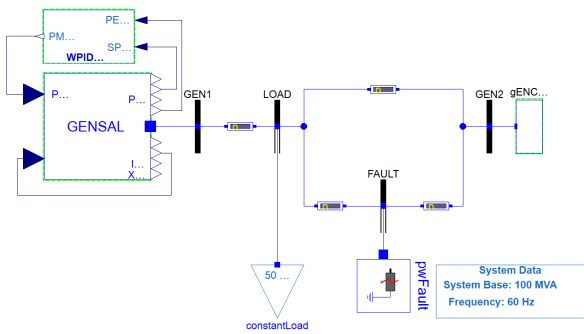 PE...
PM...
SP...
WPID...
P...
P...
GENSAL
I...
X...
GEN1
LOAD
GEN2
gENC...
FAULT
50 ...
constantLoad
pwFault
System Data
System Base: 100 MVA
Frequency: 60 Hz